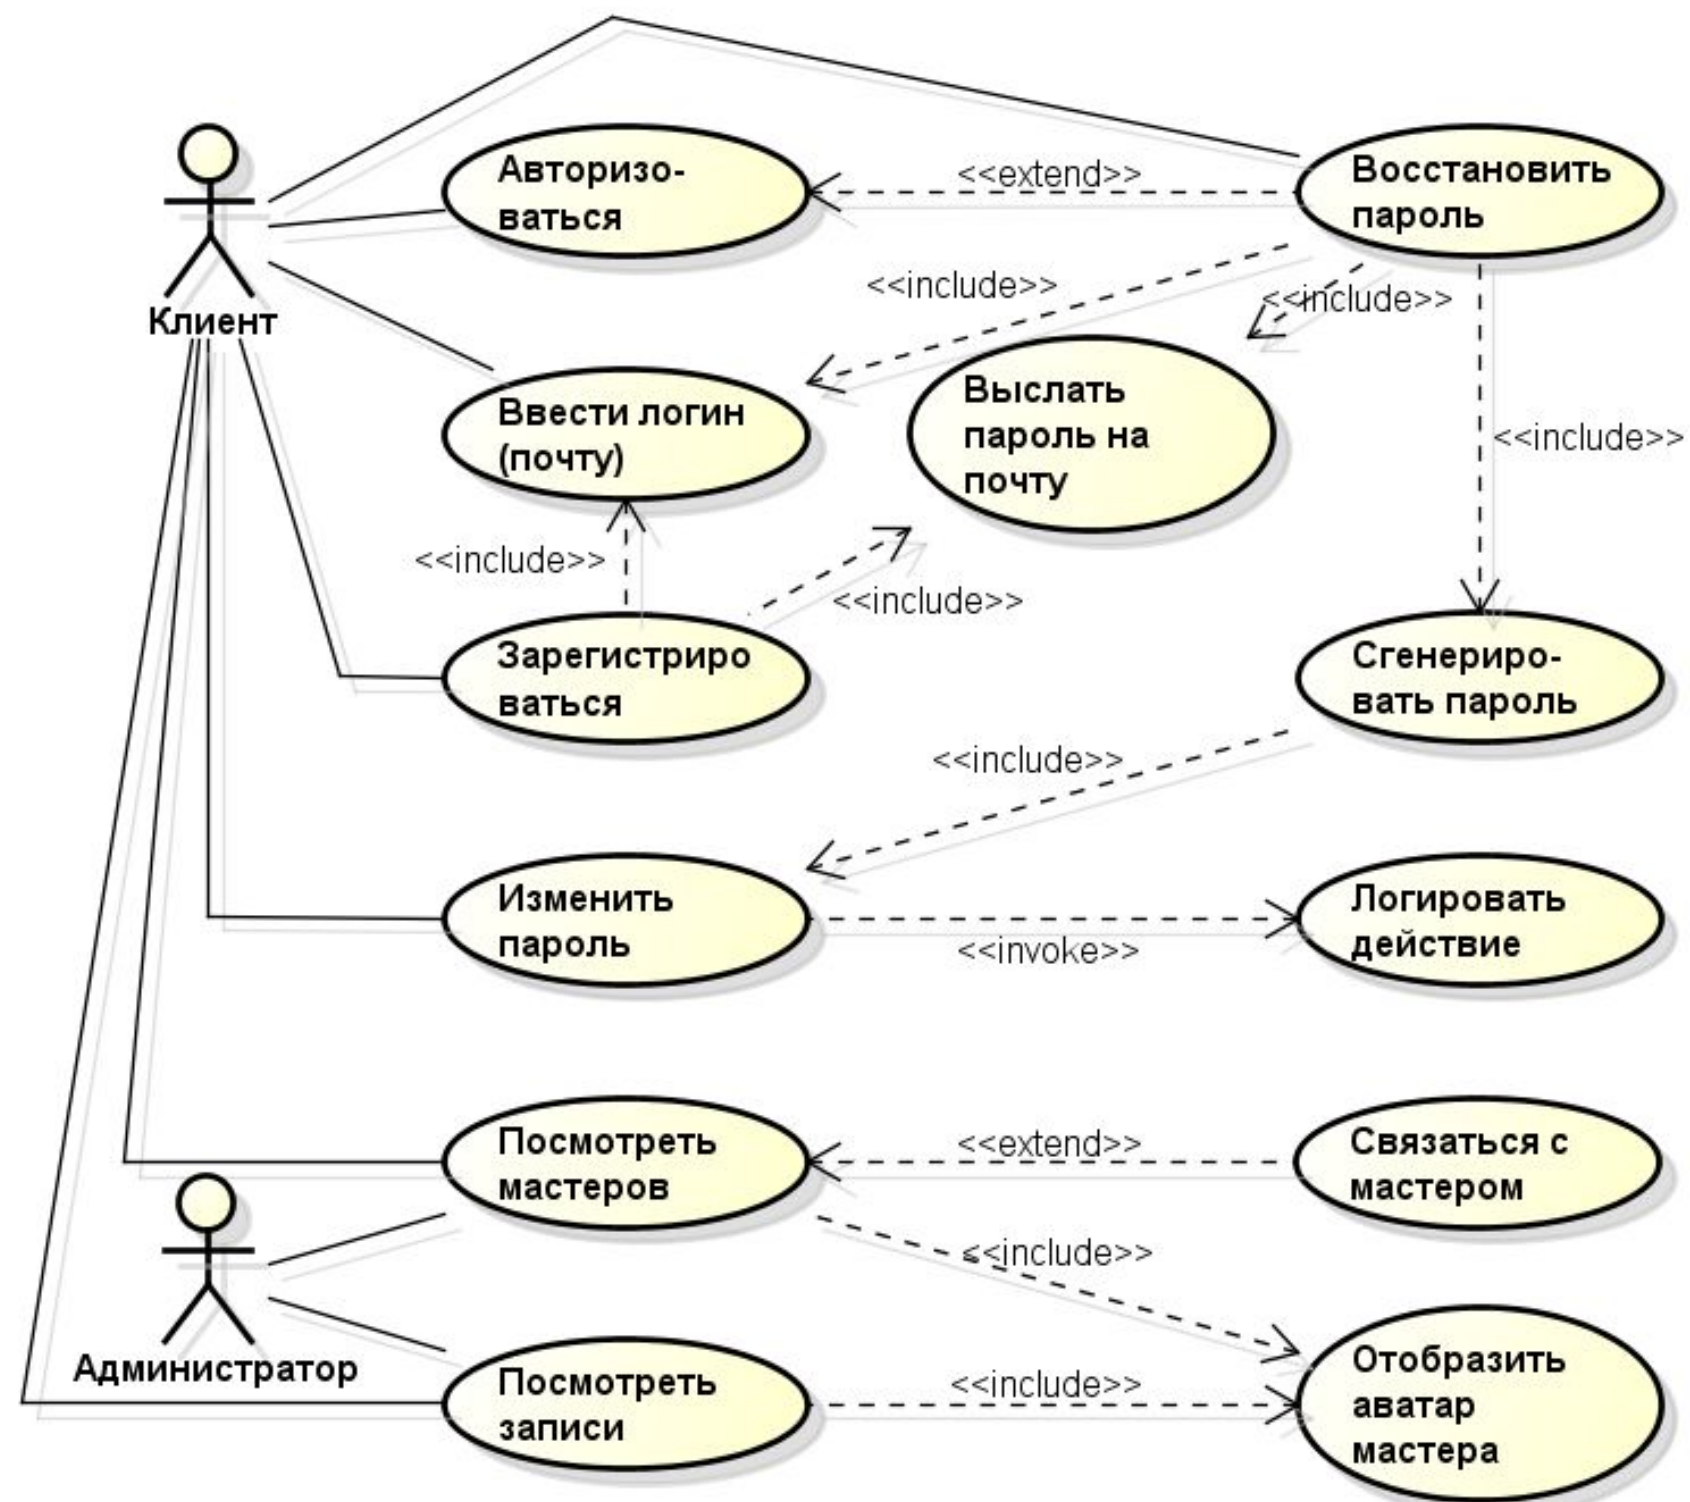 Авторизо-
ваться
<<extend>>
Восстановить
пароль
Клиент
<<include>>
<<include>>
Ввести логин
(почту)
Выслать
пароль на
почту
<<include>>
<<include>>
<<include>>
Зарегистриро
ваться
Сгенериро-
вать пароль
<<include>>
Изменить
пароль
<<invoke>>
Логировать
действие
Посмотреть
мастеров
<<extend>>
Связаться с
мастером
<<include>>
Администратор
Посмотреть
записи
<<include>>
Отобразить
аватар
мастера